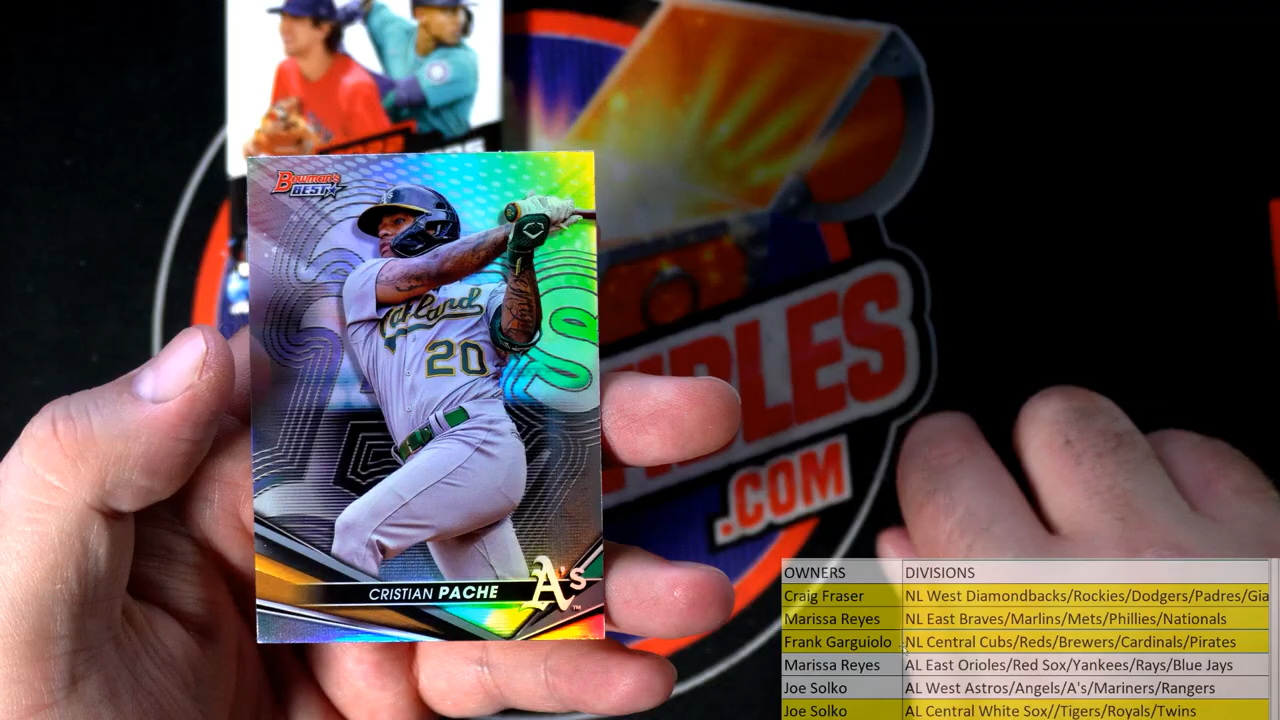 Bowman's
BEST
Oakland
20
CRISTIAN PACHE
A's
TM
.COM
OWNERS DIVISIONS
Craig Fraser NL West Diamondbacks/Rockies/Dodgers/Padres/Gia
Marissa Reyes NL East Braves/Marlins/Mets/Phillies/Nationals
Frank Garguiolo NL Central Cubs/Reds/Brewers/Cardinals/Pirates
Marissa Reyes AL East Orioles/Red Sox/Yankees/Rays/Blue Jays
Joe Solko AL West Astros/Angels/A's/Mariners/Rangers
Joe Solko AL Central White Sox//Tigers/Royals/Twins